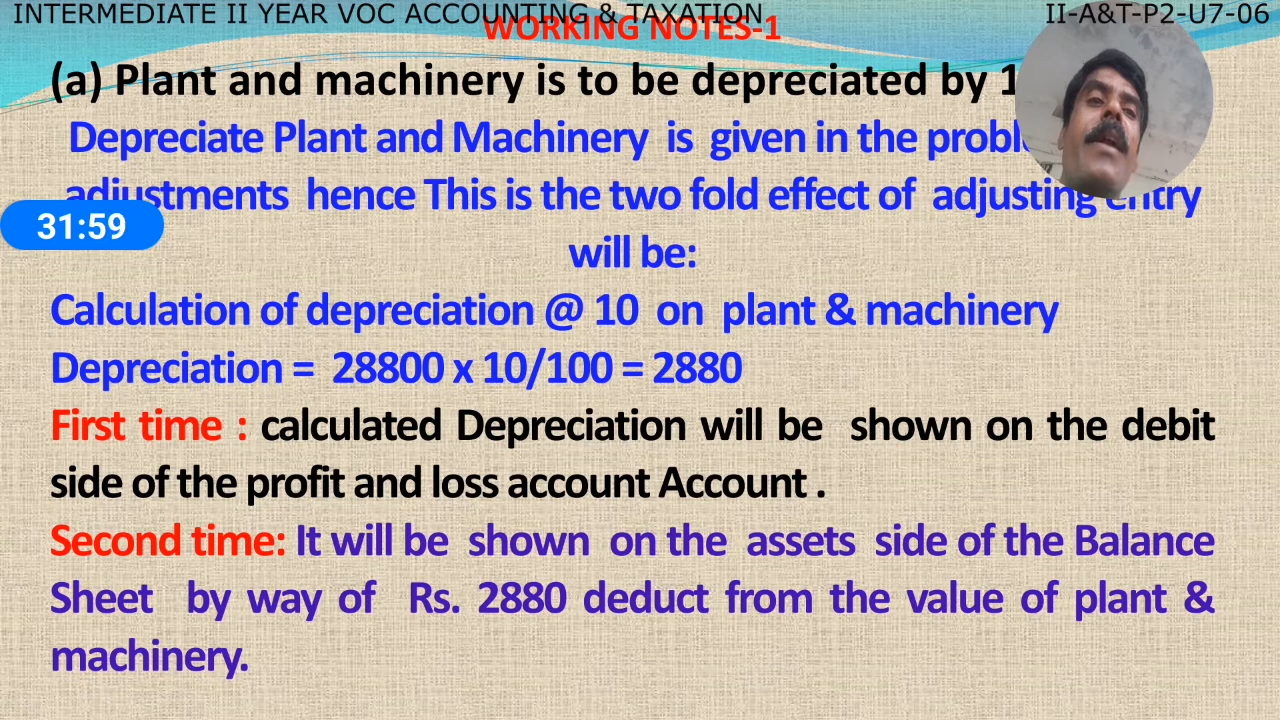 INTERMEDIATE II YEAR VOC ACCOUNTING & TAXATION II-A&T-P2-U7-06
WORKING NOTES-1
(a) Plant and machinery is to be depreciated by
Depreciate Plant and Machinery is given in the
adjustments hence This is the two fold effect of adjusting entry
31:59
will be:
Calculation of depreciation @ 10 on plant & machinery
Depreciation = 28800 x 10/100 = 2880
First time : calculated Depreciation will be shown on the debit
side of the profit and loss account Account .
Second time: It will be shown on the assets side of the Balance
Sheet by way of Rs. 2880 deduct from the value of plant &
machinery.